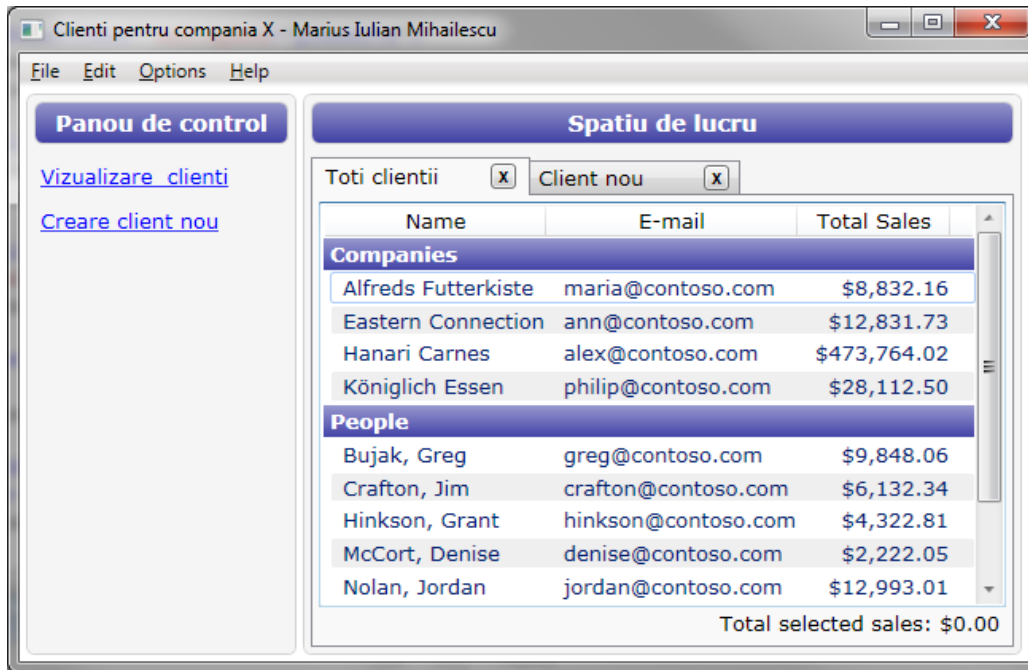 Clienti pentru compania X - Marius Iulian Mihailescu
File Edit Options Help
Panou de control
Vizualizare clienti
Creare client nou
Spatiu de lucru
Toti clientii X Client nou X
Name E-mail Total Sales
Companies
Alfreds Futterkiste maria@contoso.com $8,832.16
Eastern Connection ann@contoso.com $12,831.73
Hanari Carnes alex@contoso.com $473,764.02
Königlich Essen philip@contoso.com $28,112.50
People
Bujak, Greg greg@contoso.com $9,848.06
Crafton, Jim crafton@contoso.com $6,132.34
Hinkson, Grant hinkson@contoso.com $4,322.81
McCort, Denise denise@contoso.com $2,222.05
Nolan, Jordan jordan@contoso.com $12,993.01
Total selected sales: $0.00